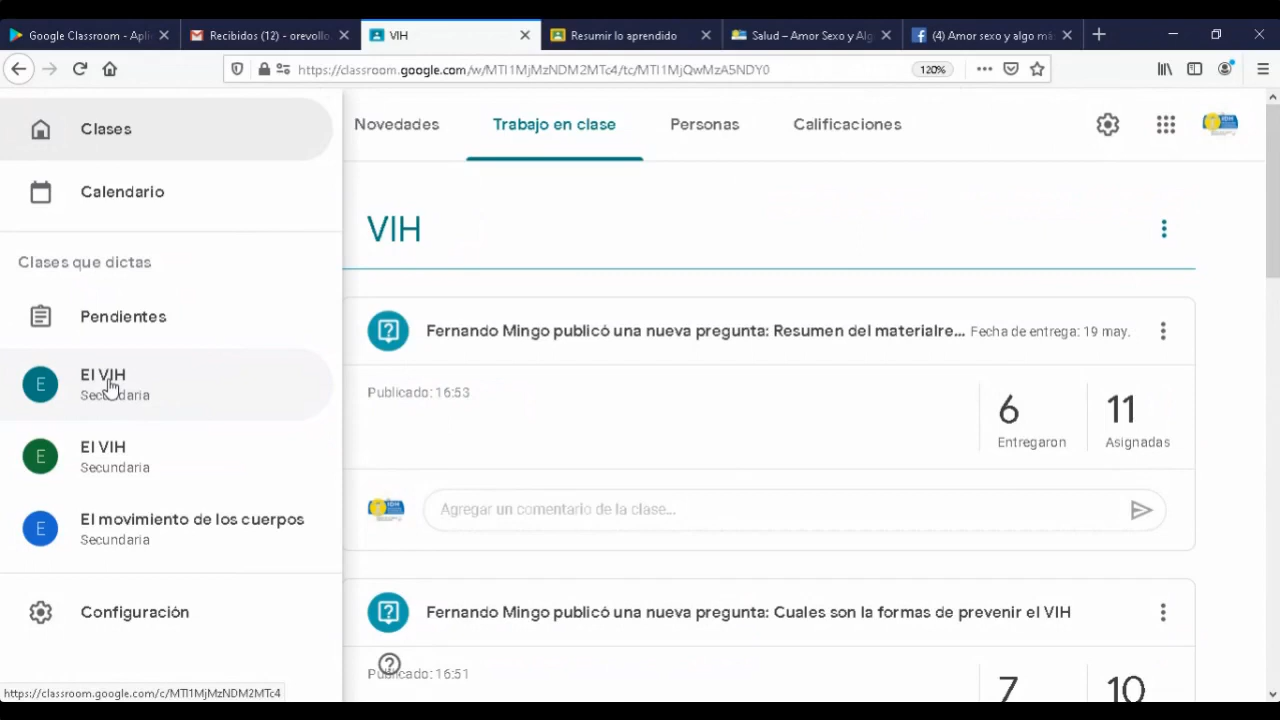 Google Classroom - Apli
Recibidos (12) - orevollo.
VIH
Resumir lo aprendido
Salud – Amor Sexo y Alg
(4) Amor sexo y algo má
https://classroom.google.com/w/MTI1MjMzNDM2MTc4/tc/MTI1MjQwMzA5NDY0
120%
Clases
Calendario
Clases que dictas
Pendientes
E
El VIH
Secundaria
E
El VIH
Secundaria
E
El movimiento de los cuerpos
Secundaria
Configuración
Novedades
Trabajo en clase
Personas
Calificaciones
VIH
Fernando Mingo publicó una nueva pregunta: Resumen del materialre...
Fecha de entrega: 19 may.
Publicado: 16:53
6
Entregaron
11
Asignadas
Agregar un comentario de la clase...
Fernando Mingo publicó una nueva pregunta: Cuales son la formas de prevenir el VIH
Publicado: 16:51
7
10
https://classroom.google.com/c/MTI1MjMzNDM2MTc4